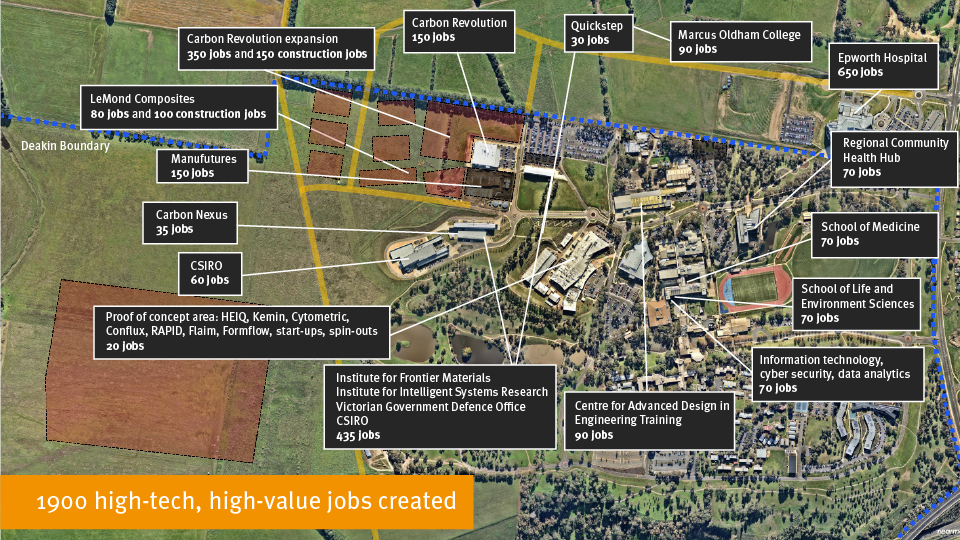 Carbon Revolution
150 jobs
Quickstep
30 jobs
Marcus Oldham College
90 jobs
Carbon Revolution expansion
350 jobs and 150 construction jobs
Epworth Hospital
650 jobs
LeMond Composites
80 jobs and 100 construction jobs
Deakin Boundary
Regional Community
Health Hub
70 jobs
Manufutures
150 jobs
Carbon Nexus
35 jobs
School of Medicine
70 jobs
CSIRO
60 jobs
School of Life and
Environment Sciences
70 jobs
Proof of concept area: HEIQ, Kemin, Cytometric,
Conflux, RAPID, Flaim, Formflow, start-ups, spin-outs
20 jobs
Information technology,
cyber security, data analytics
70 jobs
Institute for Frontier Materials
Institute for Intelligent Systems Research
Victorian Government Defence Office
CSIRO
435 jobs
Centre for Advanced Design in
Engineering Training
90 jobs
1900 high-tech, high-value jobs created